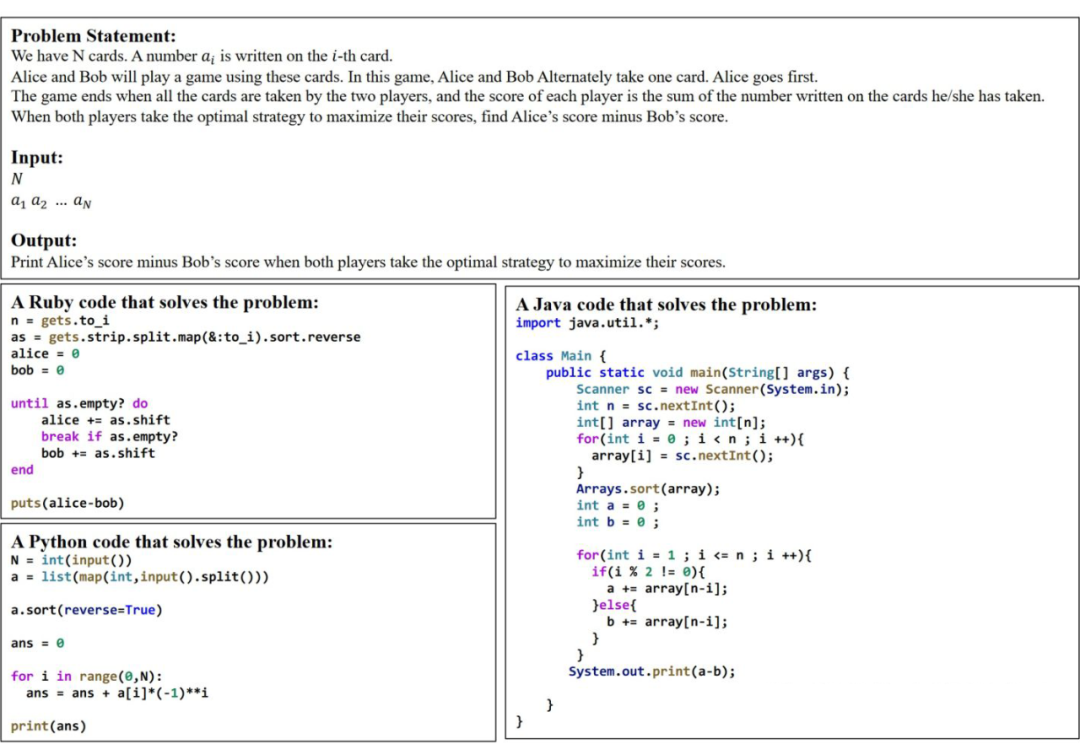 Problem Statement:
We have N cards. A number a_i is written on the i-th card.
Alice and Bob will play a game using these cards. In this game, Alice and Bob Alternately take one card. Alice goes first.
The game ends when all the cards are taken by the two players, and the score of each player is the sum of the number written on the cards he/she has taken.
When both players take the optimal strategy to maximize their scores, find Alice's score minus Bob's score.
Input:
N
a_1 a_2 ... a_N
Output:
Print Alice's score minus Bob's score when both players take the optimal strategy to maximize their scores.
A Ruby code that solves the problem:
n = gets.to_i
as = gets.strip.split.map(&:to_i).sort.reverse
alice = 0
bob = 0
until as.empty? do
    alice += as.shift
    break if as.empty?
    bob += as.shift
end
puts(alice-bob)
A Python code that solves the problem:
N = int(input())
a = list(map(int,input().split()))
a.sort(reverse=True)
ans = 0
for i in range(0,N):
  ans = ans + a[i]*(-1)**i
print(ans)
A Java code that solves the problem:
import java.util.*;
class Main {
    public static void main(String[] args) {
        Scanner sc = new Scanner(System.in);
        int n = sc.nextInt();
        int[] array = new int[n];
        for(int i = 0 ; i < n ; i ++){
          array[i] = sc.nextInt();
        }
        Arrays.sort(array);
        int a = 0 ;
        int b = 0 ;
        for(int i = 1 ; i <= n ; i ++){
          if(i % 2 != 0){
            a += array[n-i];
          }else{
            b += array[n-i];
          }
        }
       System.out.print(a-b);
    }
}